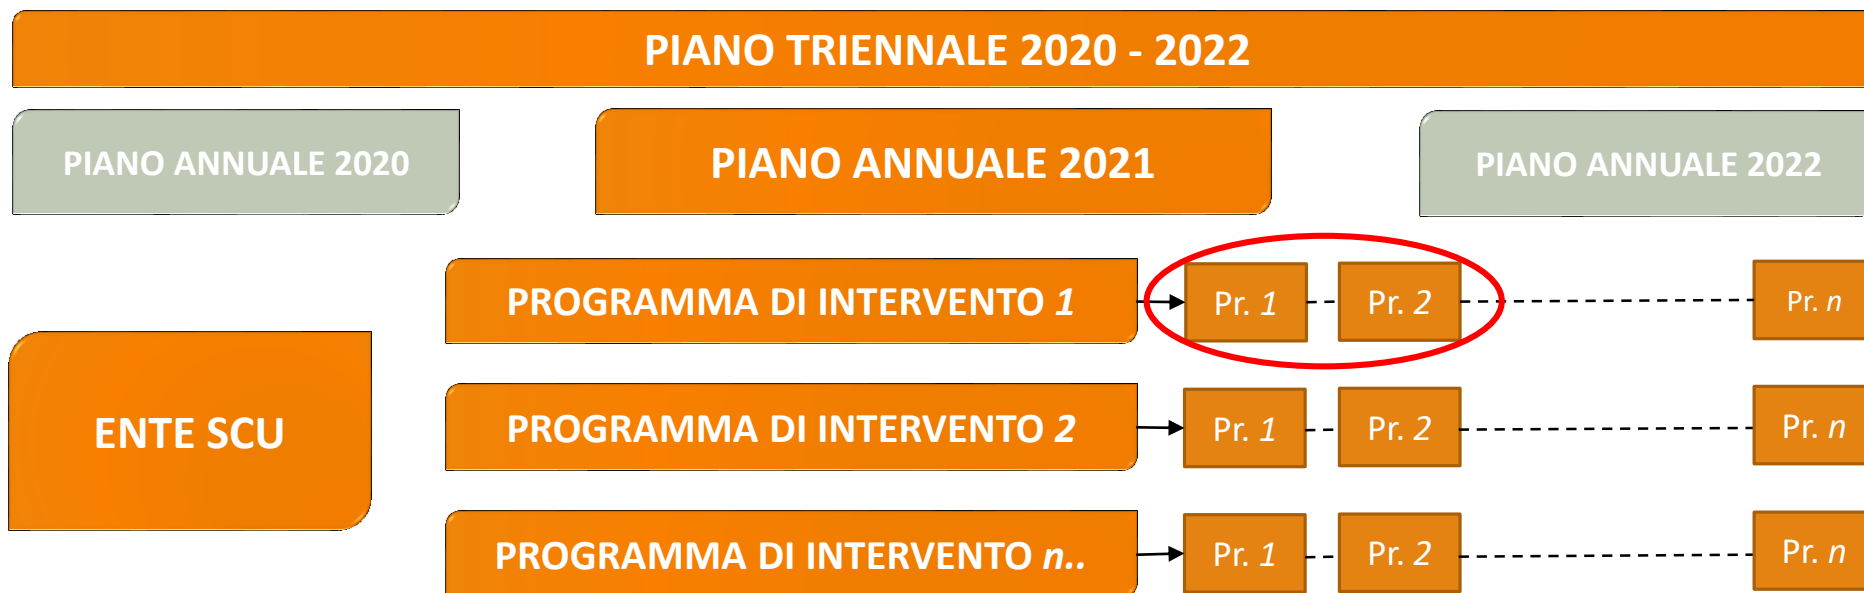 PIANO TRIENNALE 2020 - 2022
PIANO ANNUALE 2020
PIANO ANNUALE 2021
PIANO ANNUALE 2022
PROGRAMMA DI INTERVENTO 1
Pr. 1
Pr. 2
Pr. n
ENTE SCU
PROGRAMMA DI INTERVENTO 2
Pr. 1
Pr. 2
Pr. n
PROGRAMMA DI INTERVENTO n..
Pr. 1
Pr. 2
Pr. n